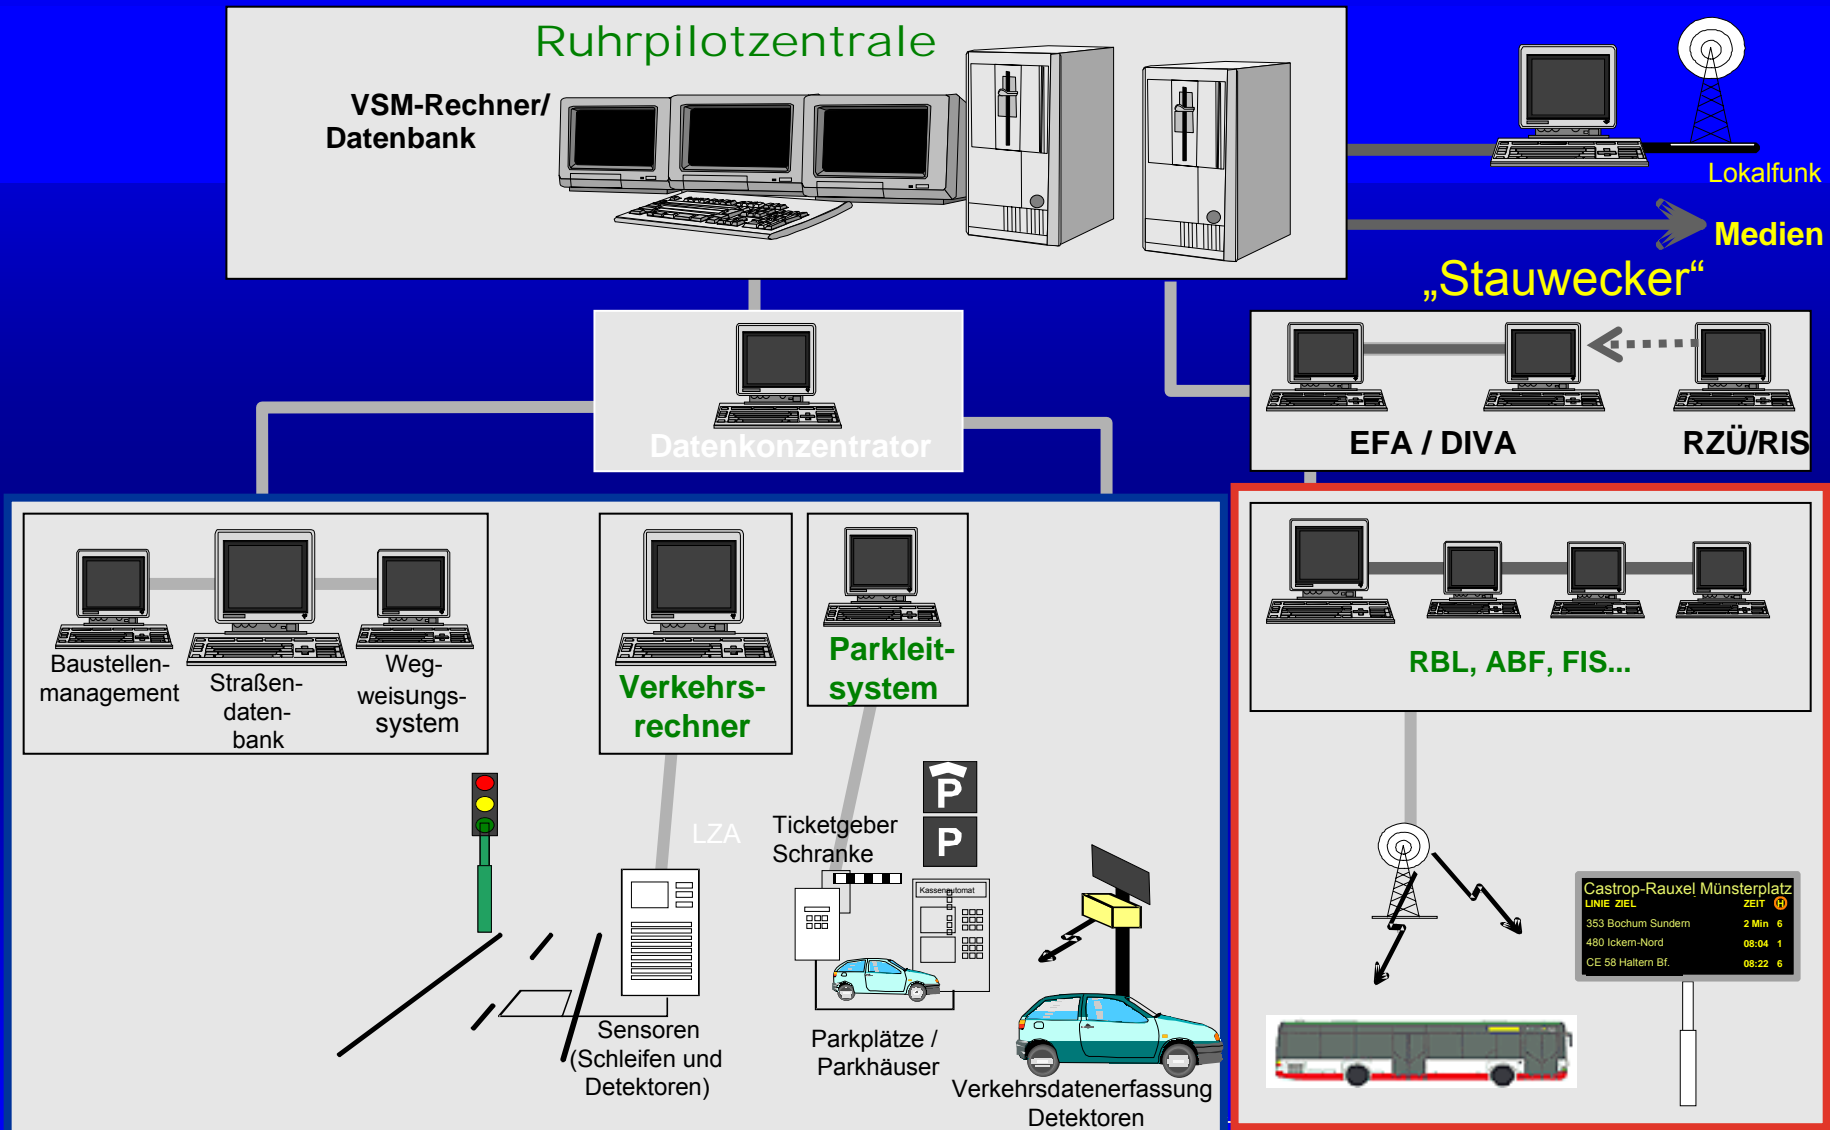 Ruhrpilotzentrale
VSM-Rechner/
Datenbank
Lokalfunk
Medien
„Stauwecker“
Datenkonzentrator
EFA / DIVA
RZÜ/RIS
Baustellen-
management
Straßen-
daten-
bank
Weg-
weisungs-
system
Verkehrs-
rechner
Parkleit-
system
RBL, ABF, FIS...
LZA
Ticketgeber
Schranke
P
P
Kassenautomat
Sensoren
(Schleifen und
Detektoren)
Parkplätze /
Parkhäuser
Verkehrsdatenerfassung
Detektoren
Castrop-Rauxel Münsterplatz
LINIE ZIEL ZEIT H
353 Bochum Sundern 2 Min 6
480 Ickern-Nord 08:04 1
CE 58 Haltern Bf. 08:22 6